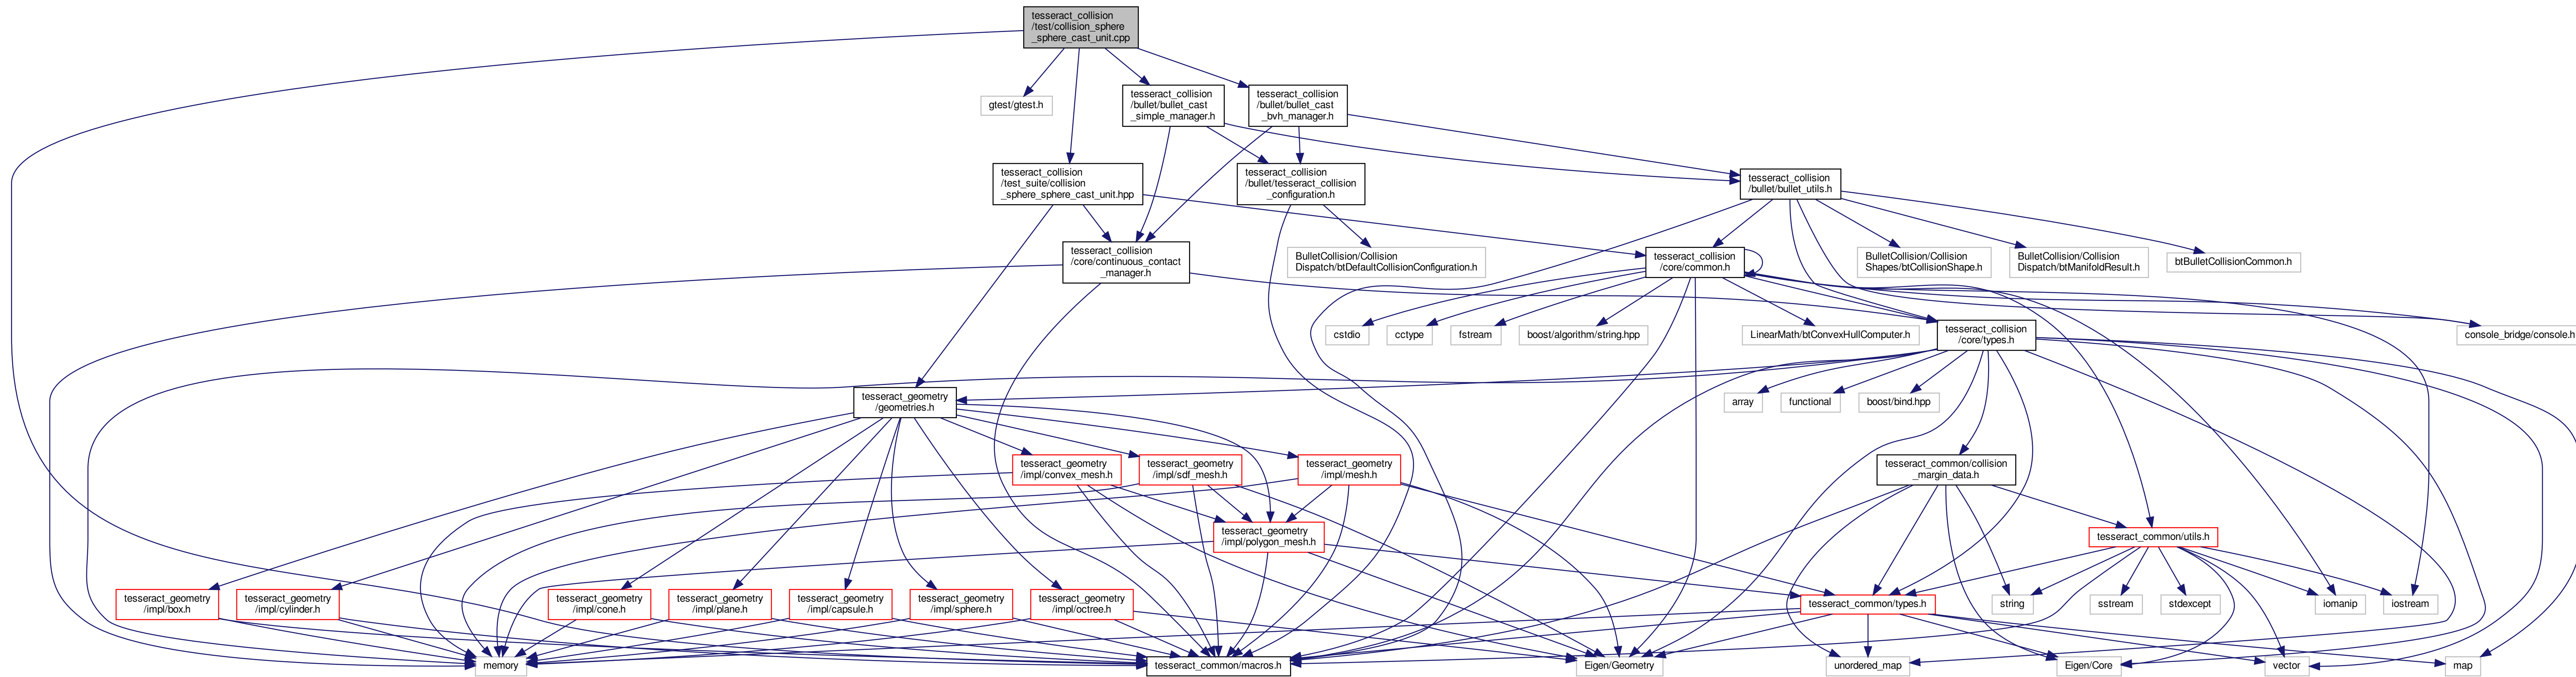 tesseract_collision
/test/collision_sphere
_sphere_cast_unit.cpp
gtest/gtest.h
tesseract_collision
/bullet/bullet_cast
_simple_manager.h
tesseract_collision
/bullet/bullet_cast
_bvh_manager.h
tesseract_collision
/test_suite/collision
_sphere_sphere_cast_unit.hpp
tesseract_collision
/bullet/tesseract_collision
_configuration.h
tesseract_collision
/bullet/bullet_utils.h
tesseract_collision
/core/continuous_contact
_manager.h
BulletCollision/Collision
Dispatch/btDefaultCollisionConfiguration.h
tesseract_collision
/core/common.h
BulletCollision/Collision
Shapes/btCollisionShape.h
BulletCollision/Collision
Dispatch/btManifoldResult.h
btBulletCollisionCommon.h
cstdio
cctype
fstream
boost/algorithm/string.hpp
LinearMath/btConvexHullComputer.h
tesseract_collision
/core/types.h
console_bridge/console.h
tesseract_geometry
/geometries.h
array
functional
boost/bind.hpp
tesseract_geometry
/impl/convex_mesh.h
tesseract_geometry
/impl/sdf_mesh.h
tesseract_geometry
/impl/mesh.h
tesseract_common/collision
_margin_data.h
tesseract_geometry
/impl/polygon_mesh.h
tesseract_common/utils.h
tesseract_geometry
/impl/box.h
tesseract_geometry
/impl/cylinder.h
tesseract_geometry
/impl/cone.h
tesseract_geometry
/impl/plane.h
tesseract_geometry
/impl/capsule.h
tesseract_geometry
/impl/sphere.h
tesseract_geometry
/impl/octree.h
tesseract_common/types.h
string
sstream
stdexcept
iomanip
iostream
memory
tesseract_common/macros.h
Eigen/Geometry
unordered_map
Eigen/Core
vector
map